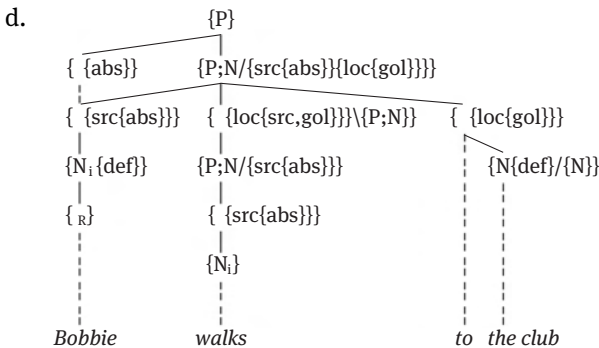 d.
{P}
{ {abs}} {P;N/{src{abs}}{loc{gol}}}}
{ {src{abs}}} { {loc{src,gol}}}\{P;N}} { {loc{gol}}}
{Nᵢ{def}} {P;N/{src{abs}}} {N{def}/{N}}
{ ʀ} { {src{abs}}}
{Nᵢ}
Bobbie walks to the club